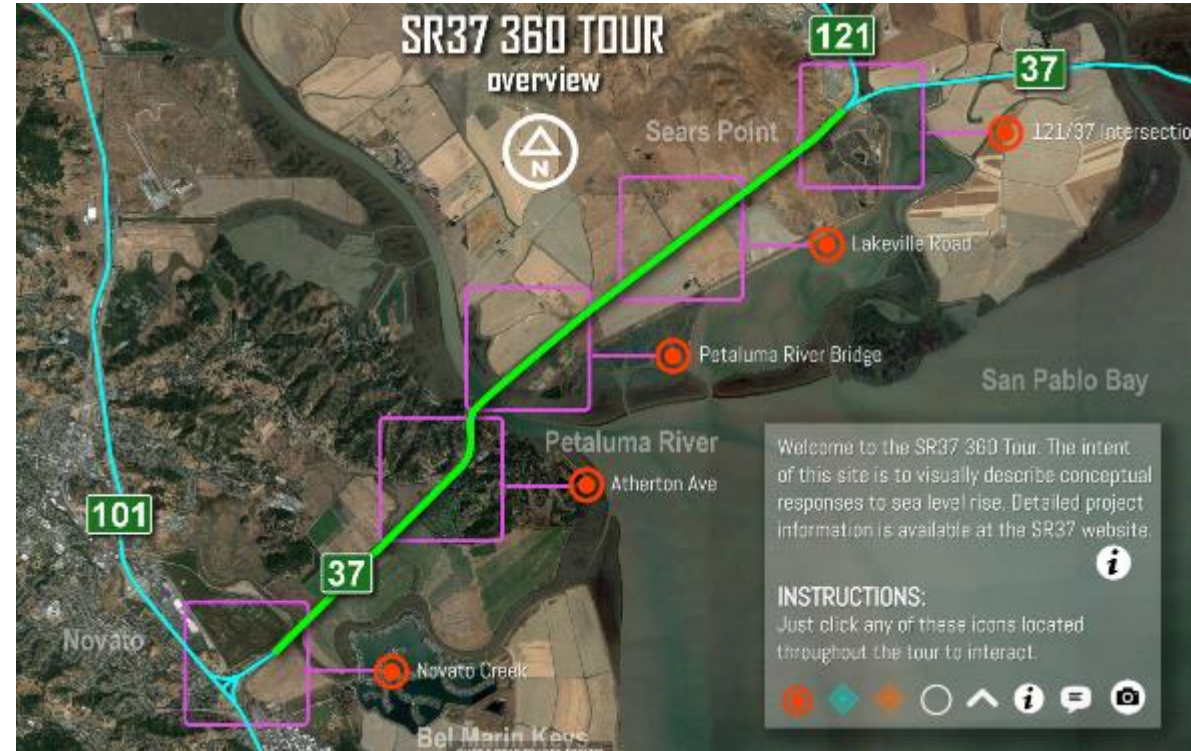 SR37 360 TOUR
overview
N
121
37
Sears Point
121/37 Intersectio
Lakeville Road
Petaluma River Bridge
San Pablo Bay
Petaluma River
Atherton Ave
101
37
Novato
Novato Creek
Bel Marin Keys
Welcome to the SR37 360 Tour. The intent
of this site is to visually describe conceptual
responses to sea level rise. Detailed project
information is available at the SR37 website.
i
INSTRUCTIONS:
Just click any of these icons located
throughout the tour to interact.
i